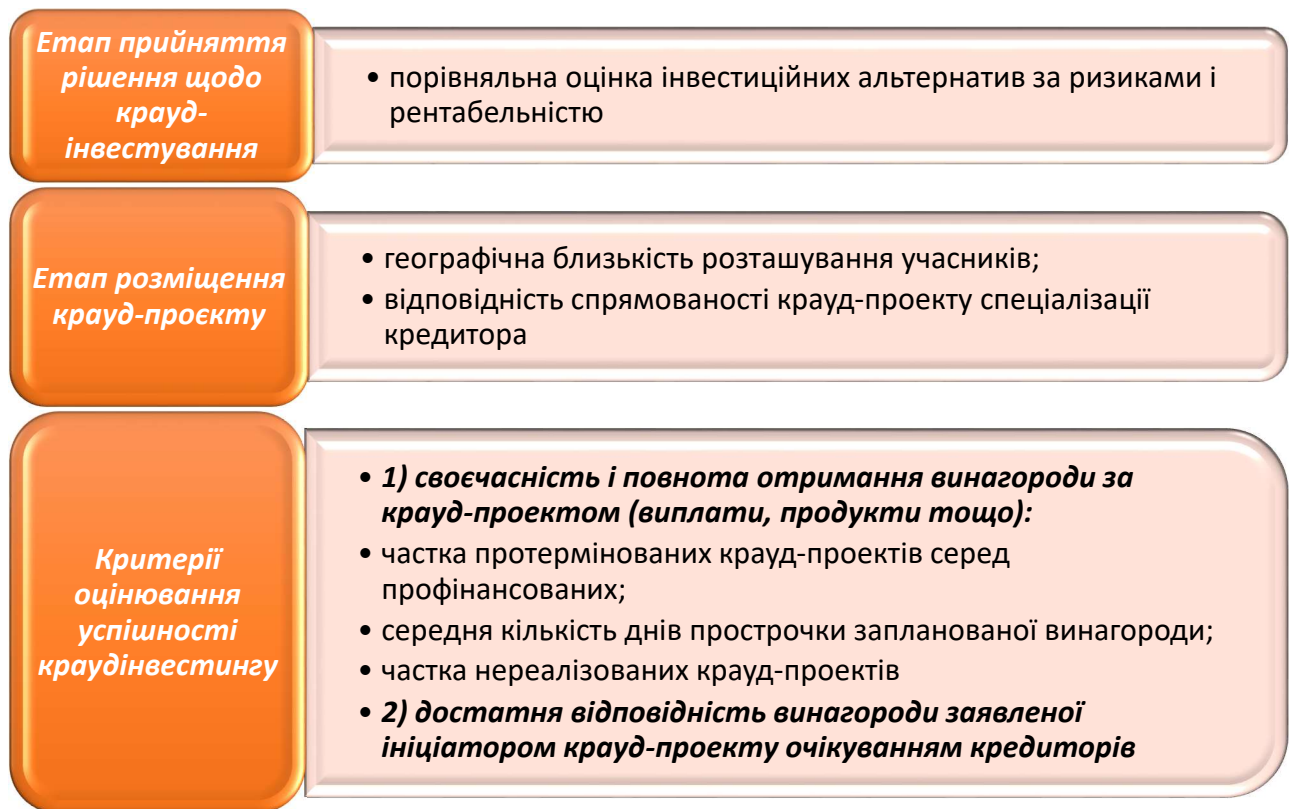 Етап прийняття
рішення щодо
крауд-
інвестування
• порівняльна оцінка інвестиційних альтернатив за ризиками і
рентабельністю
Етап розміщення
крауд-проєкту
• географічна близькість розташування учасників;
• відповідність спрямованості крауд-проекту спеціалізації
кредитора
Критерії
оцінювання
успішності
краудінвестингу
• 1) своєчасність і повнота отримання винагороди за
крауд-проектом (виплати, продукти тощо):
• частка протермінованих крауд-проектів серед
профінансованих;
• середня кількість днів прострочки запланованої винагороди;
• частка нереалізованих крауд-проектів
• 2) достатня відповідність винагороди заявленої
ініціатором крауд-проекту очікуванням кредиторів